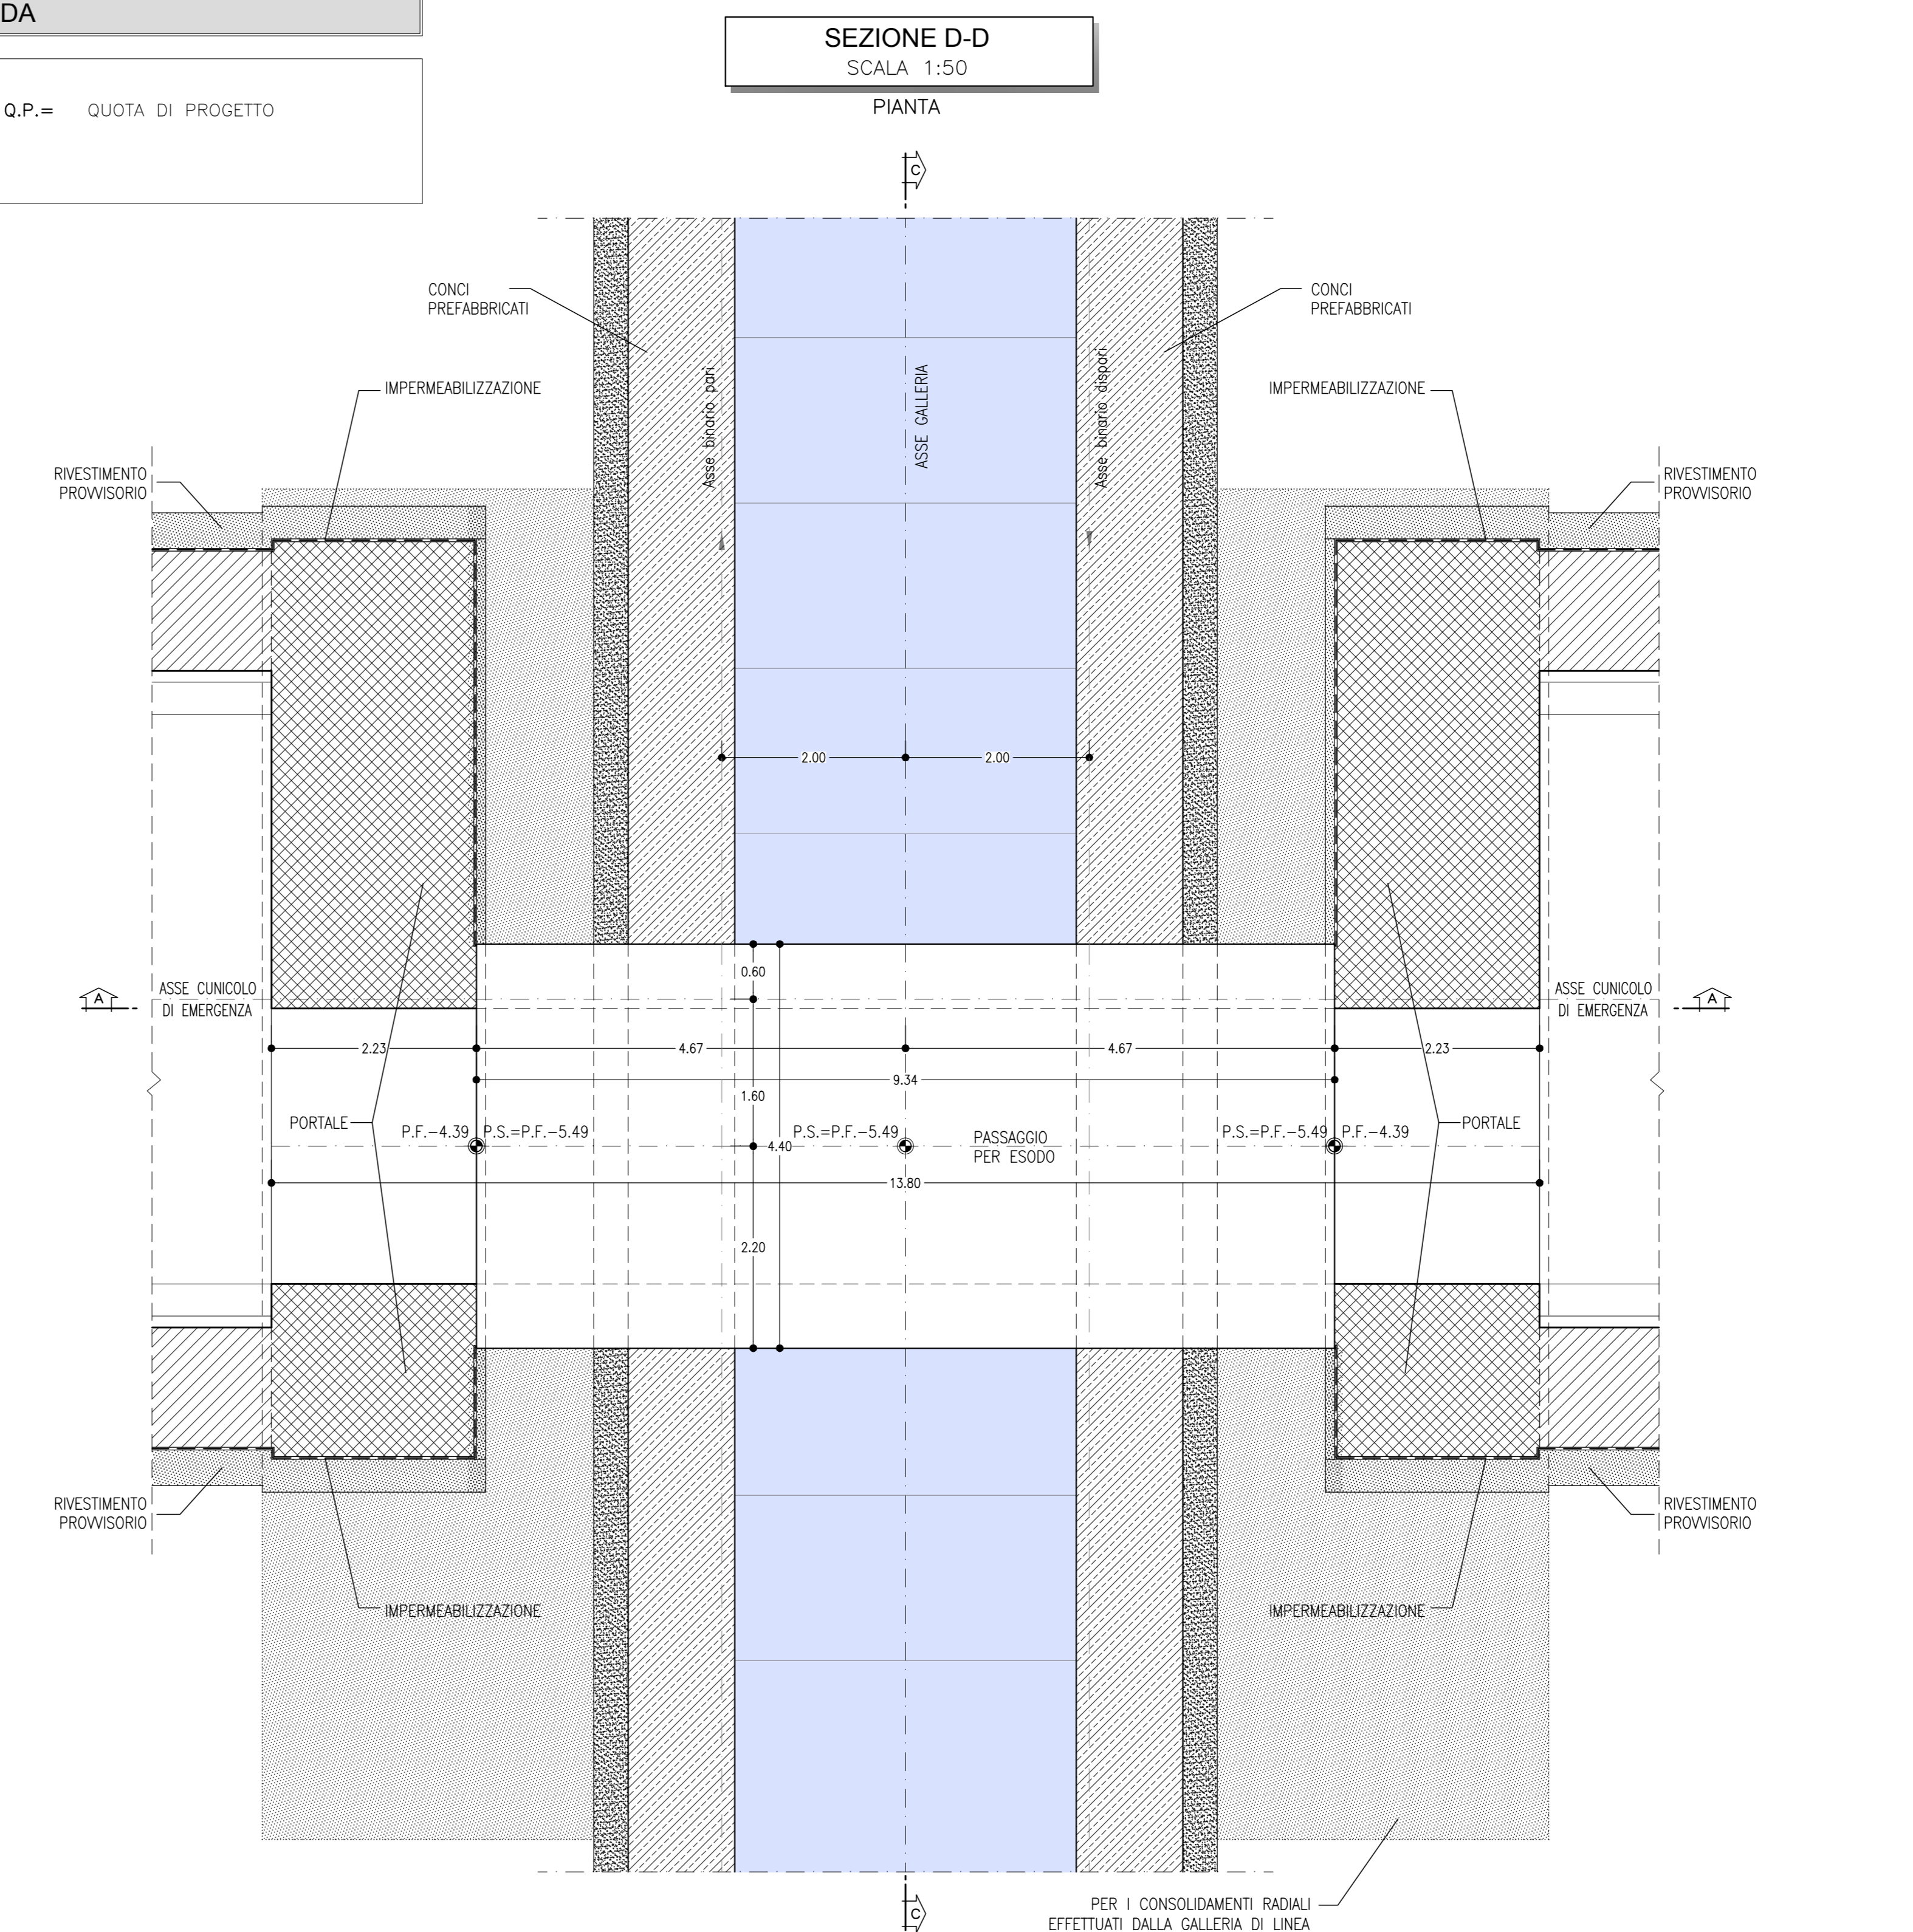 DA
SEZIONE D-D
SCALA 1:50
PIANTA
Q.P.= QUOTA DI PROGETTO
C
CONCI
PREFABBRICATI
CONCI
PREFABBRICATI
IMPERMEABILIZZAZIONE
Asse binario pari
ASSE GALLERIA
Asse binario dispari
IMPERMEABILIZZAZIONE
RIVESTIMENTO
PROVVISORIO
RIVESTIMENTO
PROVVISORIO
2.00
2.00
0.60
A
ASSE CUNICOLO
DI EMERGENZA
ASSE CUNICOLO
DI EMERGENZA
A
2.23
4.67
4.67
2.23
9.34
1.60
PORTALE
P.F.-4.39
P.S.=P.F.-5.49
P.S.=P.F.-5.49
PASSAGGIO
PER ESODO
P.S.=P.F.-5.49
P.F.-4.39
PORTALE
4.40
13.80
2.20
RIVESTIMENTO
PROVVISORIO
RIVESTIMENTO
PROVVISORIO
IMPERMEABILIZZAZIONE
IMPERMEABILIZZAZIONE
PER I CONSOLIDAMENTI RADIALI
EFFETTUATI DALLA GALLERIA DI LINEA
C